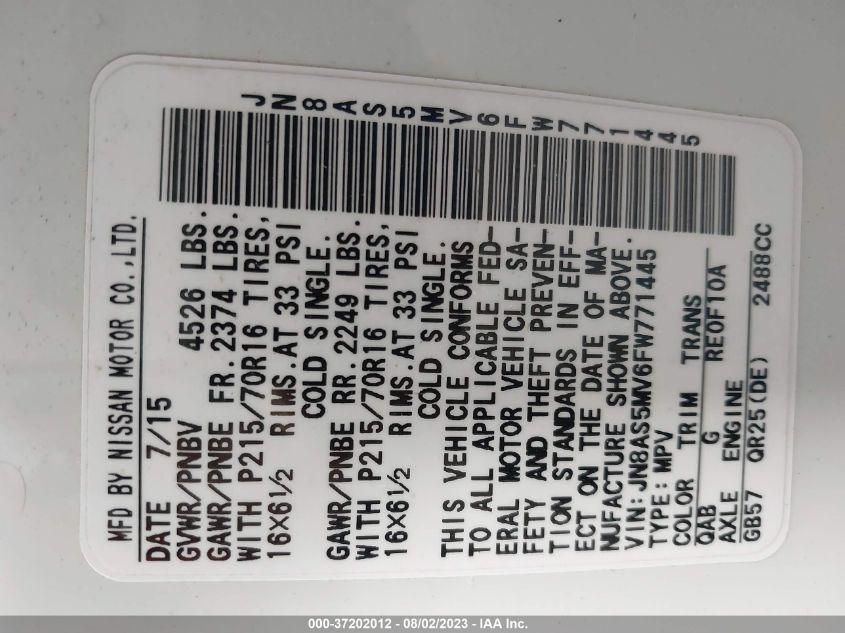 JN8AS5MV6FW771445
MFD BY NISSAN MOTOR CO.,LTD.
DATE 7/15
GVWR/PNBV 4526 LBS.
GAWR/PNBE FR. 2374 LBS.
WITH P215/70R16 TIRES,
16X6½ RIMS.AT 33 PSI
COLD SINGLE.
GAWR/PNBE RR. 2249 LBS.
WITH P215/70R16 TIRES,
16X6½ RIMS.AT 33 PSI
COLD SINGLE.
THIS VEHICLE CONFORMS
TO ALL APPLICABLE FED-
ERAL MOTOR VEHICLE SA-
FETY AND THEFT PREVEN-
TION STANDARDS IN EFF-
ECT ON THE DATE OF MA-
NUFACTURE SHOWN ABOVE.
VIN: JN8AS5MV6FW771445
TYPE: MPV
COLOR TRIM TRANS
QAB G RE0F10A
AXLE ENGINE
GB57 QR25(DE) 2488CC
000-37202012 - 08/02/2023 - IAA Inc.